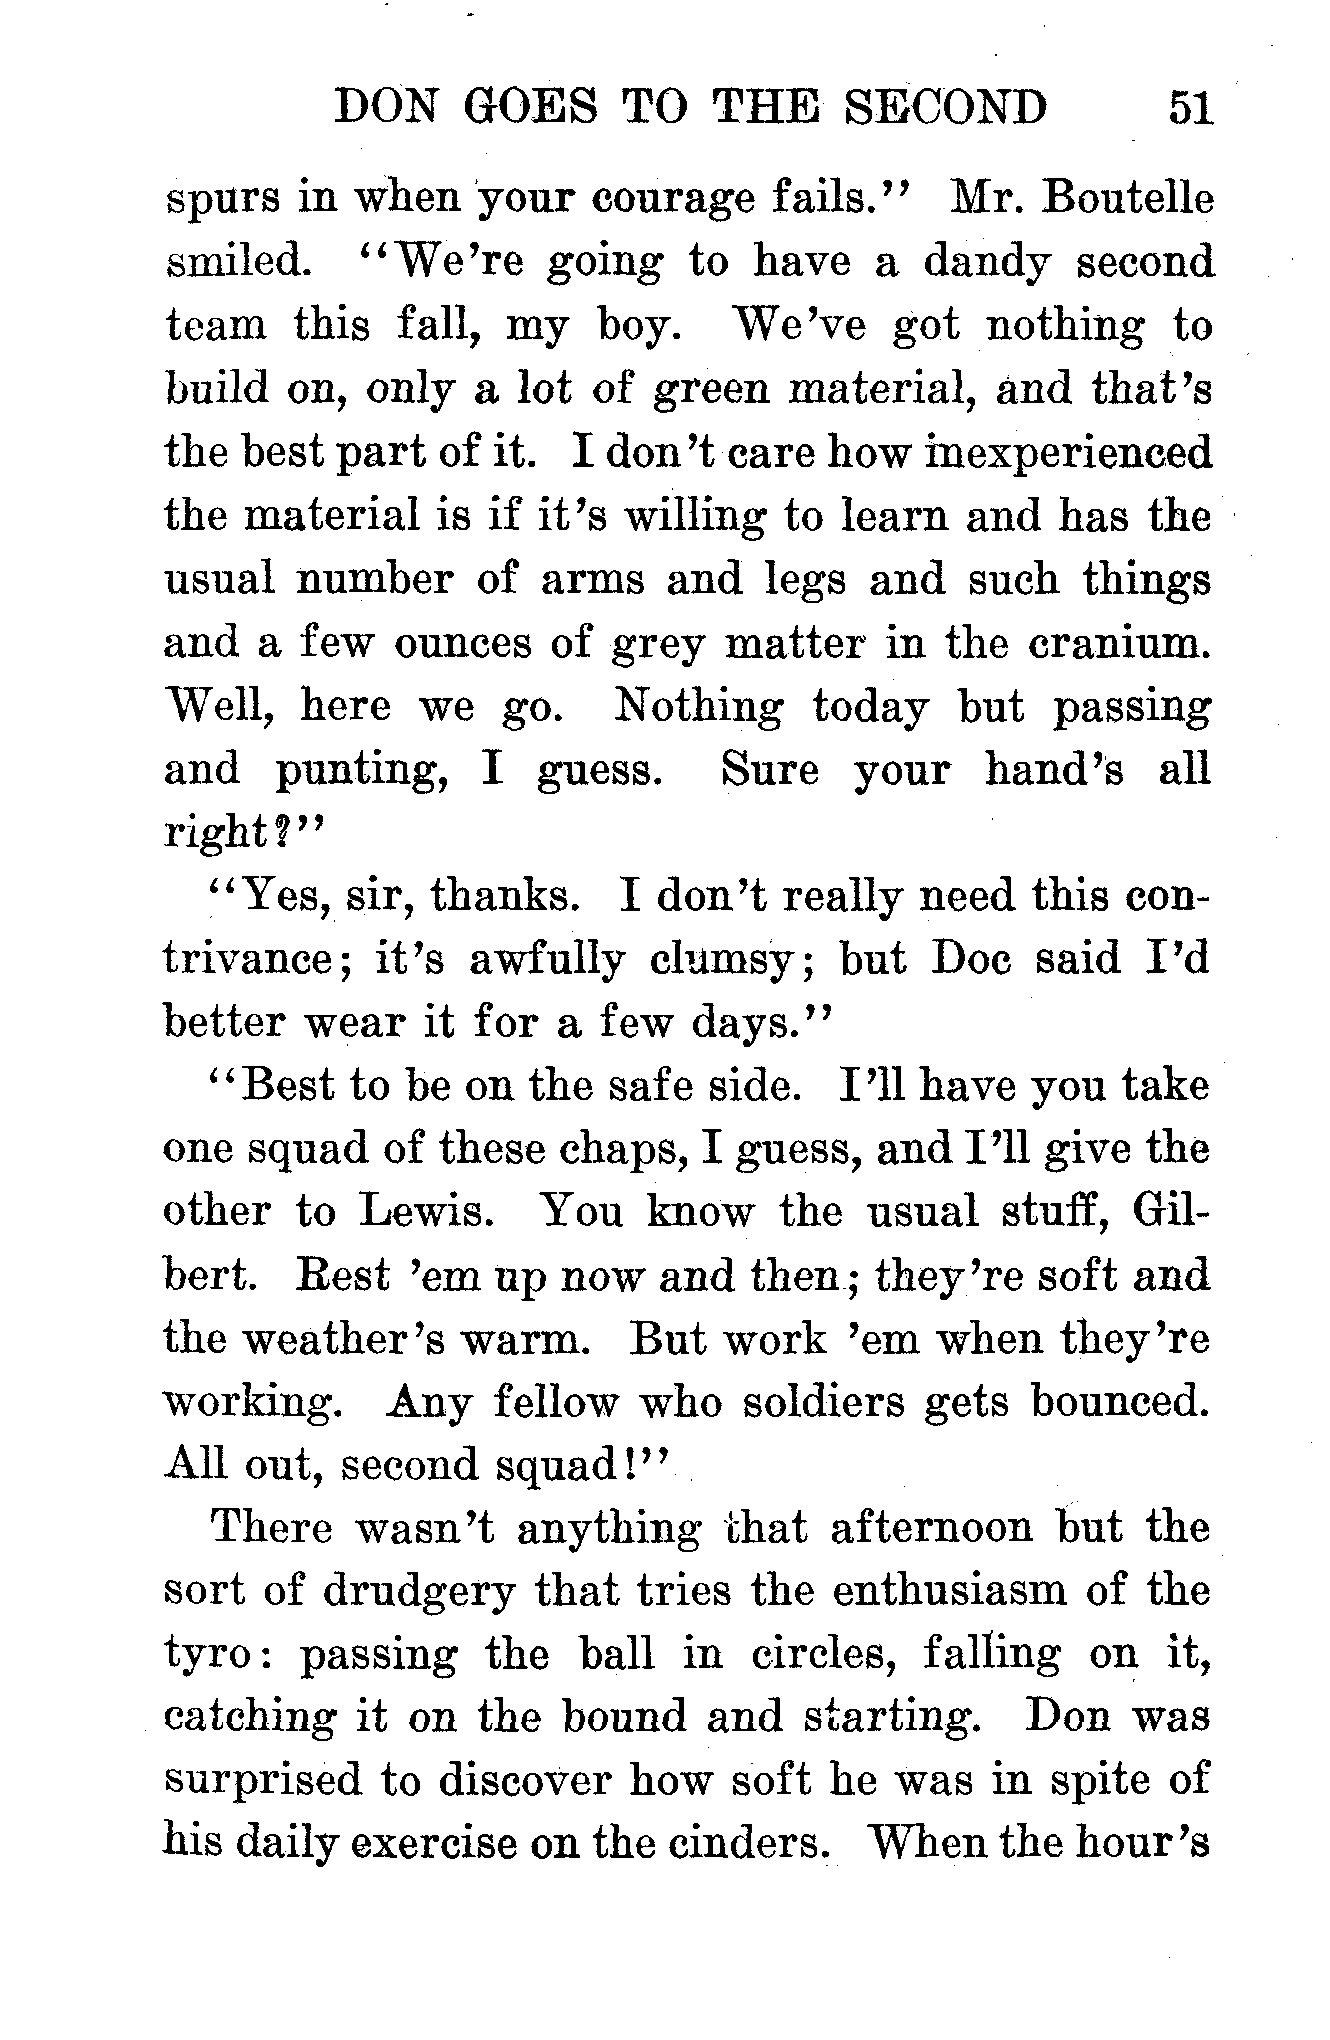 DON GOES TO THE SECOND 51
spurs in when your courage fails.” Mr. Boutelle
smiled. “We’re going to have a dandy second
team this fall, my boy. We’ve got nothing to
build on, only a lot of green material, and that’s
the best part of it. I don’t care how inexperienced
the material is if it’s willing to learn and has the
usual number of arms and legs and such things
and a few ounces of grey matter in the cranium.
Well, here we go. Nothing today but passing
and punting, I guess. Sure your hand’s all
right?”
“Yes, sir, thanks. I don’t really need this con-
trivance; it’s awfully clumsy; but Doc said I’d
better wear it for a few days.”
“Best to be on the safe side. I’ll have you take
one squad of these chaps, I guess, and I’ll give the
other to Lewis. You know the usual stuff, Gil-
bert. Rest ’em up now and then; they’re soft and
the weather’s warm. But work ’em when they’re
working. Any fellow who soldiers gets bounced.
All out, second squad!”
There wasn’t anything that afternoon but the
sort of drudgery that tries the enthusiasm of the
tyro: passing the ball in circles, falling on it,
catching it on the bound and starting. Don was
surprised to discover how soft he was in spite of
his daily exercise on the cinders. When the hour’s